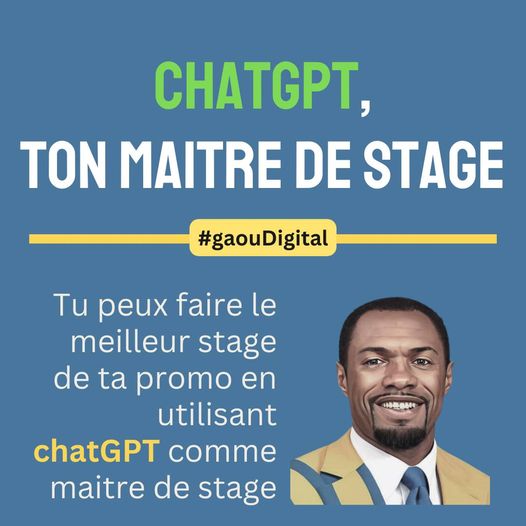 CHATGPT,
TON MAITRE DE STAGE
#gaouDigital
Tu peux faire le
meilleur stage
de ta promo en
utilisant
chatGPT comme
maitre de stage